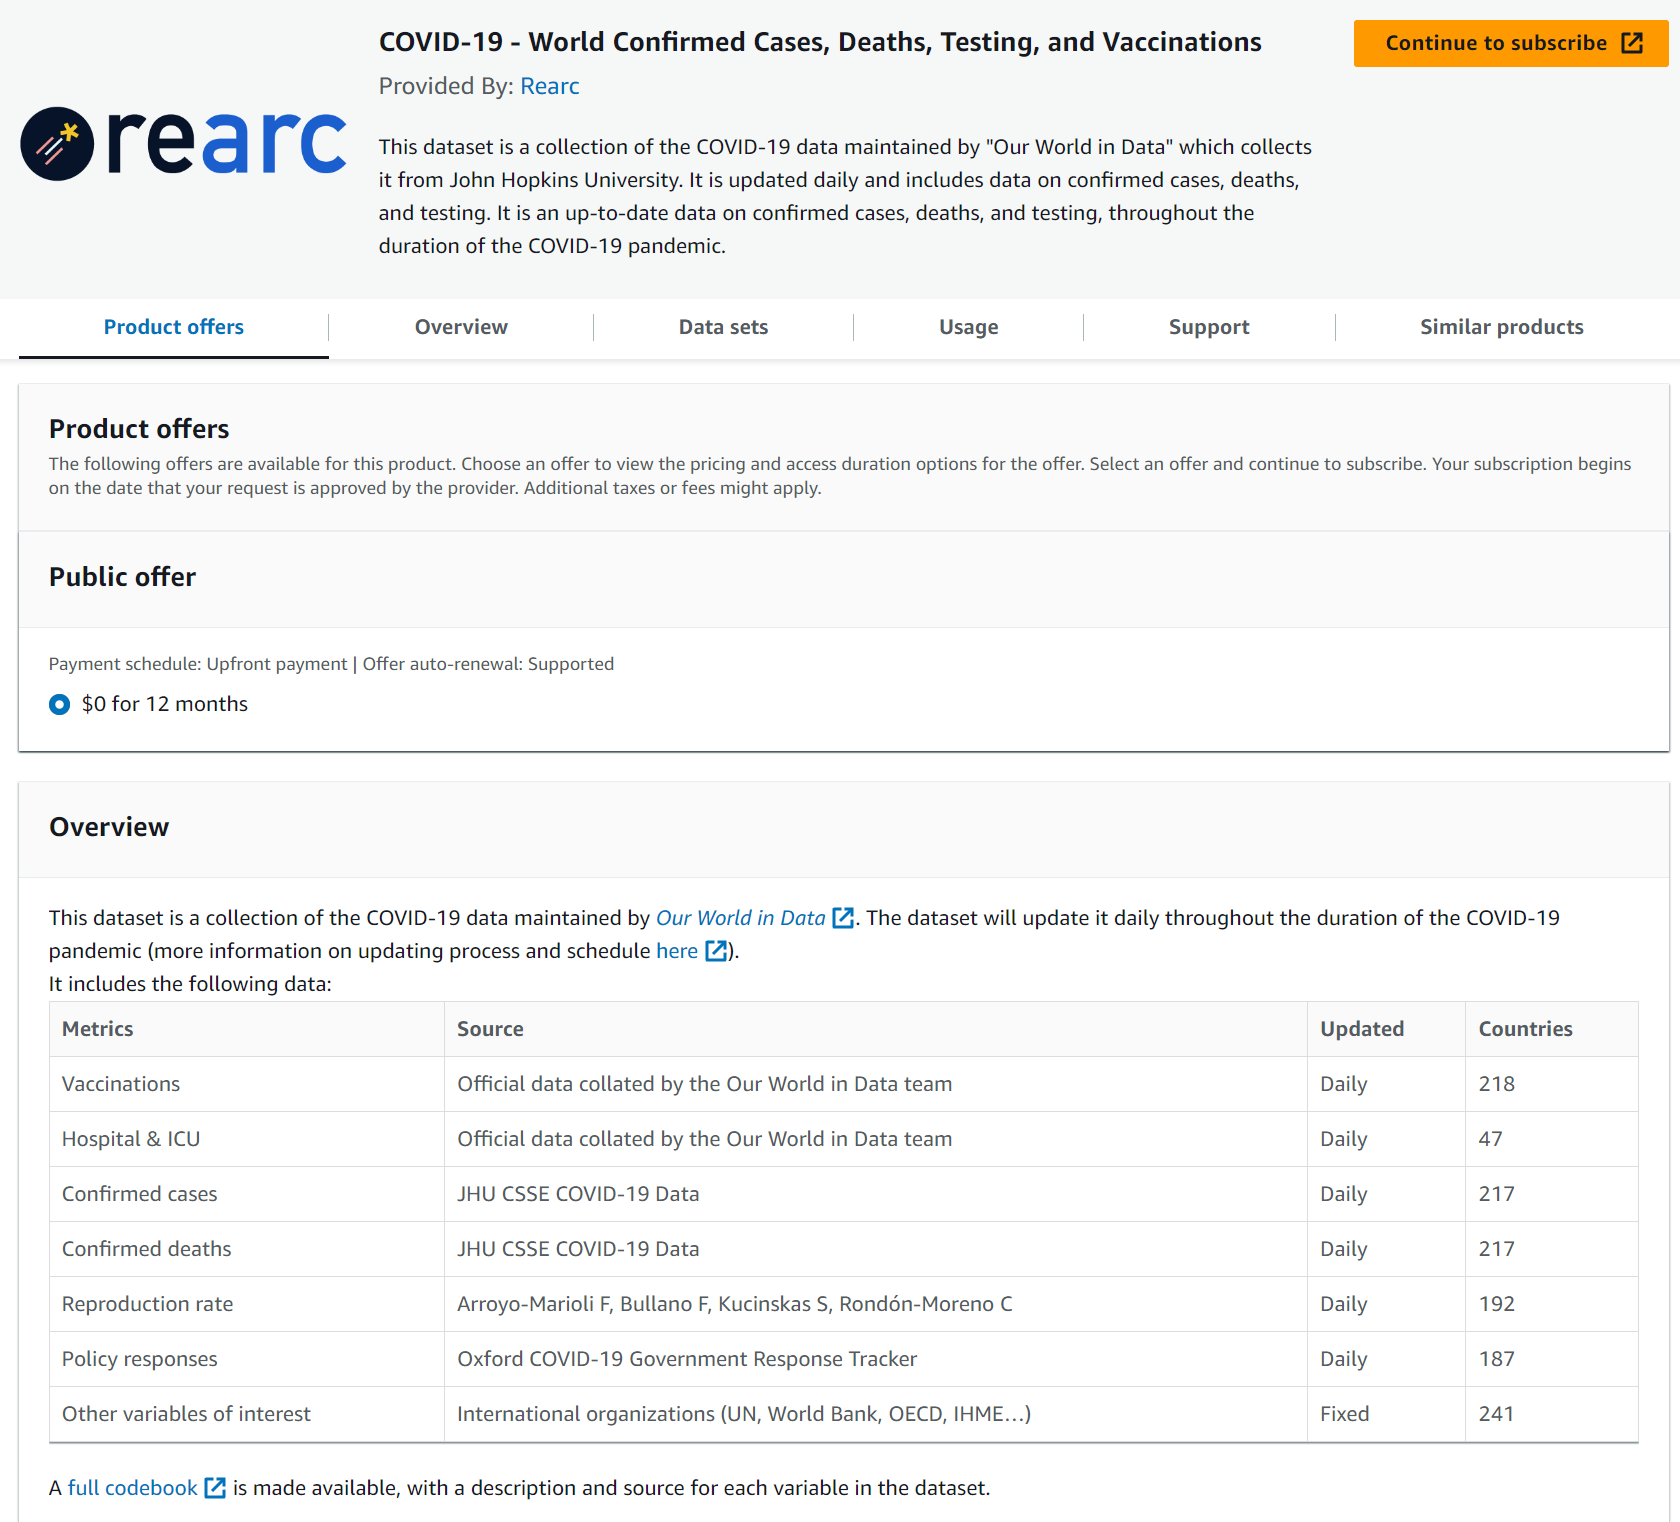 COVID-19 - World Confirmed Cases, Deaths, Testing, and Vaccinations
Continue to subscribe
Provided By: Rearc
rearc
This dataset is a collection of the COVID-19 data maintained by "Our World in Data" which collects
it from John Hopkins University. It is updated daily and includes data on confirmed cases, deaths,
and testing. It is an up-to-date data on confirmed cases, deaths, and testing, throughout the
duration of the COVID-19 pandemic.
Product offers Overview Data sets Usage Support Similar products
Product offers
The following offers are available for this product. Choose an offer to view the pricing and access duration options for the offer. Select an offer and continue to subscribe. Your subscription begins
on the date that your request is approved by the provider. Additional taxes or fees might apply.
Public offer
Payment schedule: Upfront payment | Offer auto-renewal: Supported
$0 for 12 months
Overview
This dataset is a collection of the COVID-19 data maintained by Our World in Data. The dataset will update it daily throughout the duration of the COVID-19
pandemic (more information on updating process and schedule here).
It includes the following data:
Metrics Source Updated Countries
Vaccinations Official data collated by the Our World in Data team Daily 218
Hospital & ICU Official data collated by the Our World in Data team Daily 47
Confirmed cases JHU CSSE COVID-19 Data Daily 217
Confirmed deaths JHU CSSE COVID-19 Data Daily 217
Reproduction rate Arroyo-Marioli F, Bullano F, Kucinskas S, Rondón-Moreno C Daily 192
Policy responses Oxford COVID-19 Government Response Tracker Daily 187
Other variables of interest International organizations (UN, World Bank, OECD, IHME…) Fixed 241
A full codebook is made available, with a description and source for each variable in the dataset.